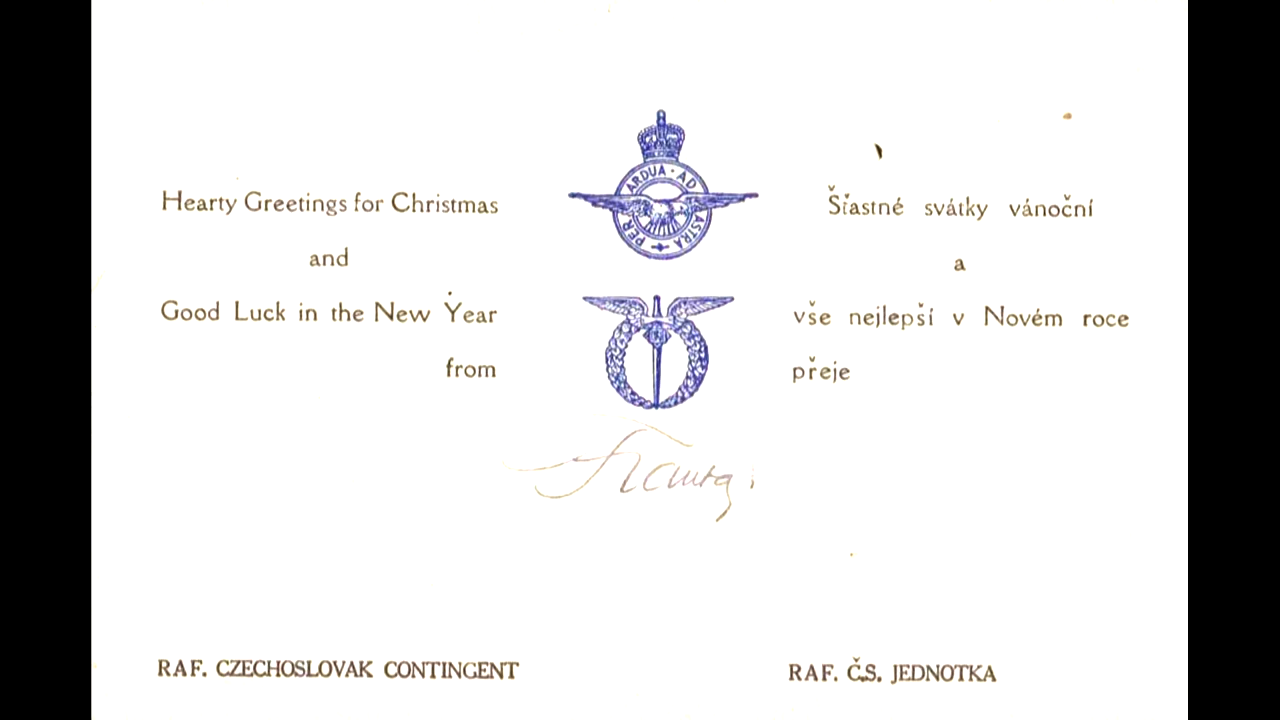 Hearty Greetings for Christmas
and
Good Luck in the New Year
from
PER ARDUA · AD ASTRA
Šťastné svátky vánoční
a
vše nejlepší v Novém roce
přeje
RAF. CZECHOSLOVAK CONTINGENT
RAF. Č.S. JEDNOTKA